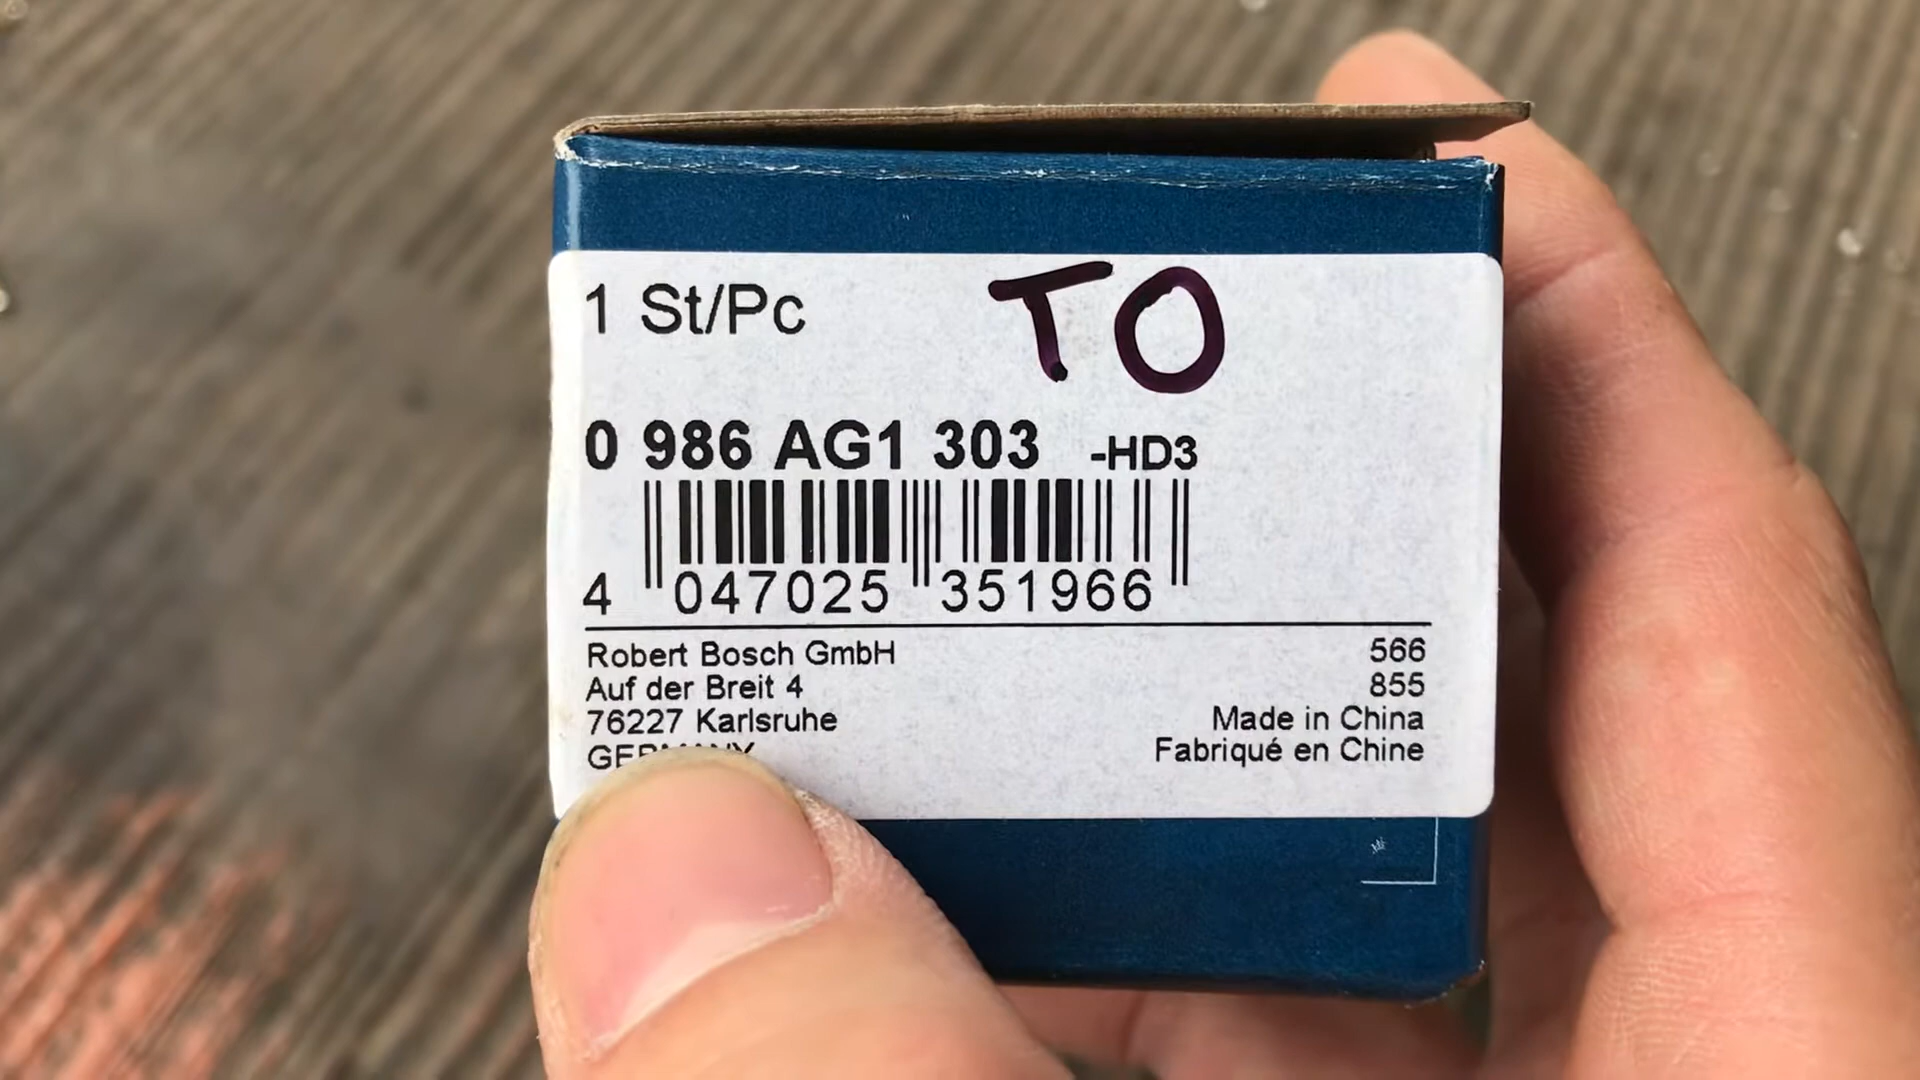 1 St/Pc TO
0 986 AG1 303 -HD3
4 047025 351966
Robert Bosch GmbH 566
Auf der Breit 4 855
76227 Karlsruhe Made in China
GERMANY Fabriqué en Chine